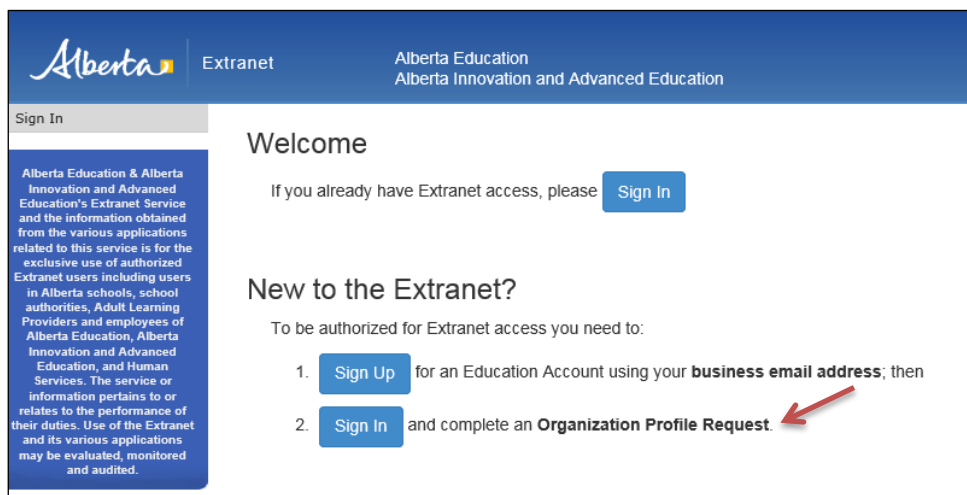 Alberta
Extranet
Alberta Education
Alberta Innovation and Advanced Education
Sign In
Alberta Education & Alberta
Innovation and Advanced
Education's Extranet Service
and the information obtained
from the various applications
related to this service is for the
exclusive use of authorized
Extranet users including users
in Alberta schools, school
authorities, Adult Learning
Providers and employees of
Alberta Education, Alberta
Innovation and Advanced
Education, and Human
Services. The service or
information pertains to or
relates to the performance of
their duties. Use of the Extranet
and its various applications
may be evaluated, monitored
and audited.
Welcome
If you already have Extranet access, please Sign In
New to the Extranet?
To be authorized for Extranet access you need to:
1. Sign Up for an Education Account using your business email address; then
2. Sign In and complete an Organization Profile Request.